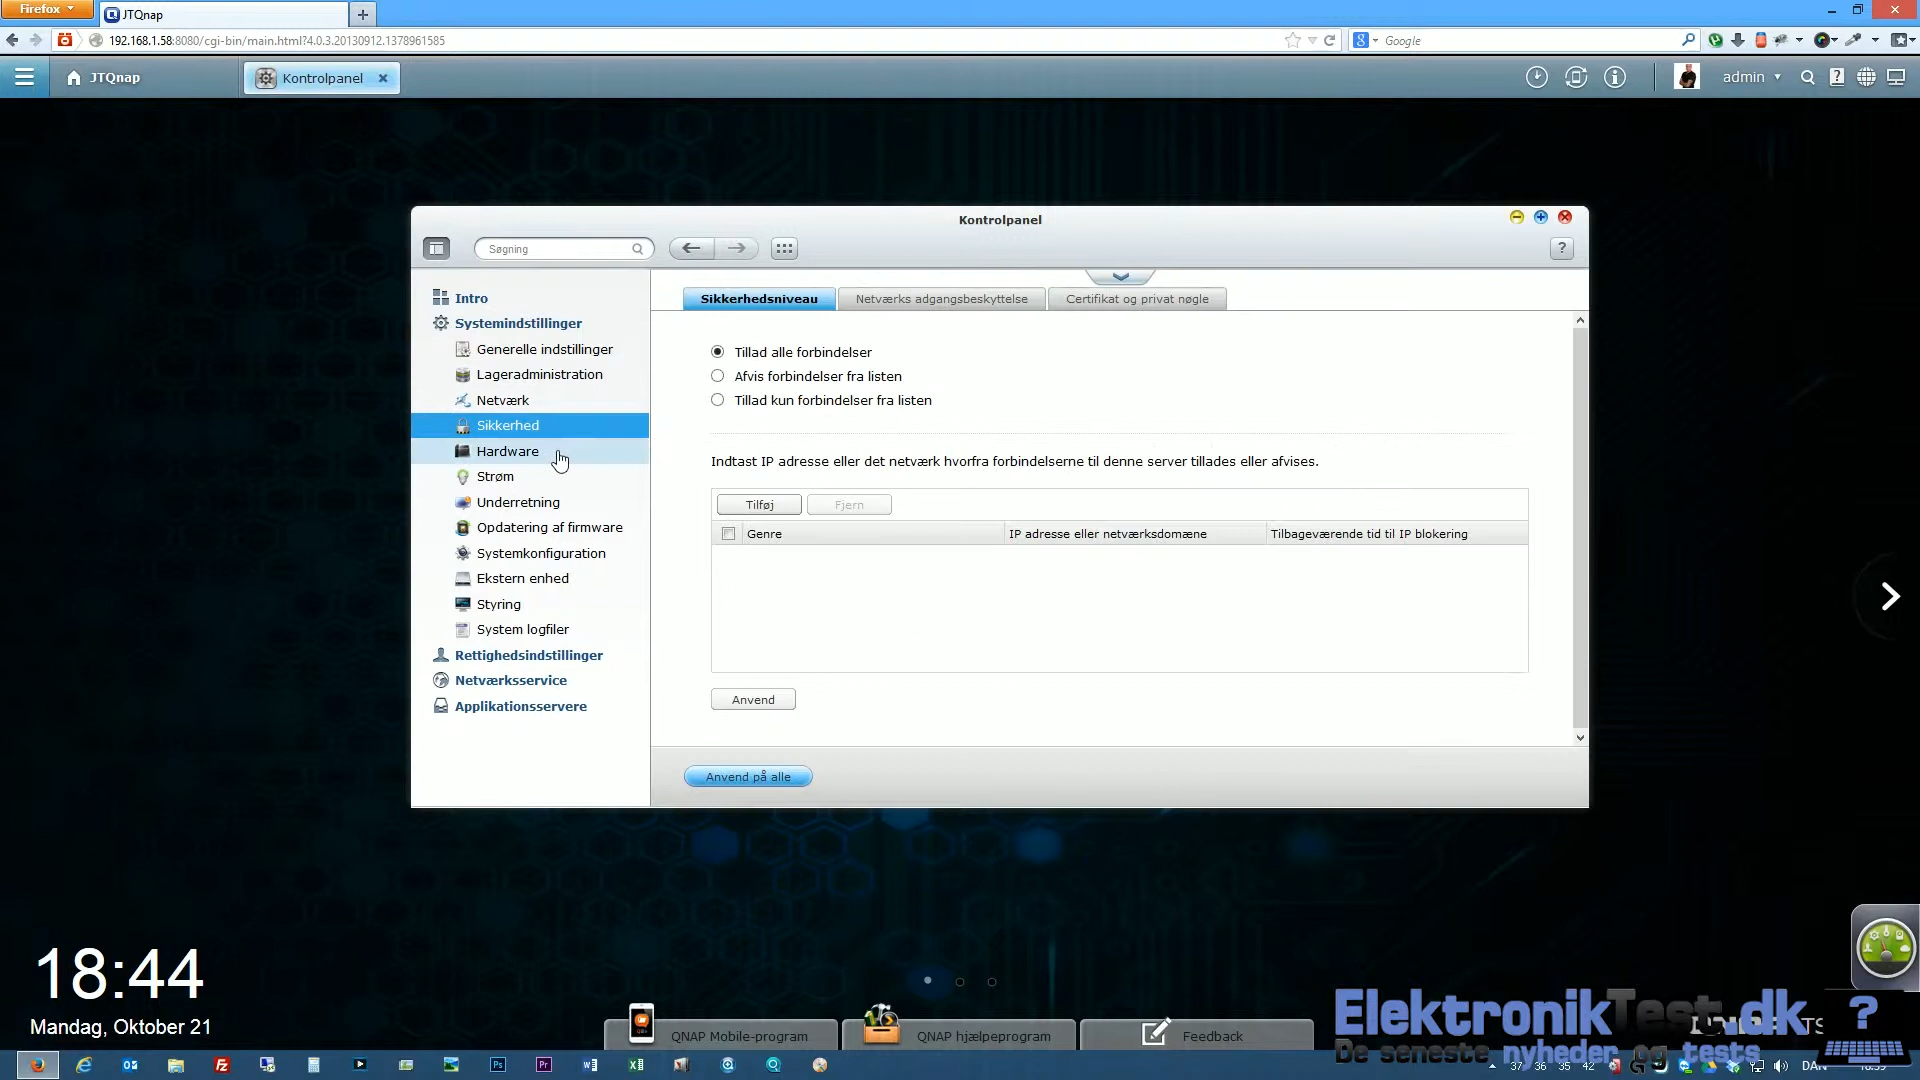 Firefox
JTQnap
192.168.1.58:8080/cgi-bin/main.html?4.0.3.20130912.1378961585
Google
JTQnap
Kontrolpanel
admin
Kontrolpanel
Søgning
?
Intro
Systemindstillinger
Generelle indstillinger
Lageradministration
Netværk
Sikkerhed
Hardware
Strøm
Underretning
Opdatering af firmware
Systemkonfiguration
Ekstern enhed
Styring
System logfiler
Rettighedsindstillinger
Netværksservice
Applikationsservere
Sikkerhedsniveau
Netværks adgangsbeskyttelse
Certifikat og privat nøgle
Tillad alle forbindelser
Afvis forbindelser fra listen
Tillad kun forbindelser fra listen
Indtast IP adresse eller det netværk hvorfra forbindelserne til denne server tillades eller afvises.
Tilføj
Fjern
Genre
IP adresse eller netværksdomæne
Tilbageværende tid til IP blokering
Anvend
Anvend på alle
18:44
Mandag, Oktober 21
QNAP Mobile-program
QNAP hjælpeprogram
Feedback
ElektronikTest.dk
De seneste nyheder og tests
?
37 36 35 42